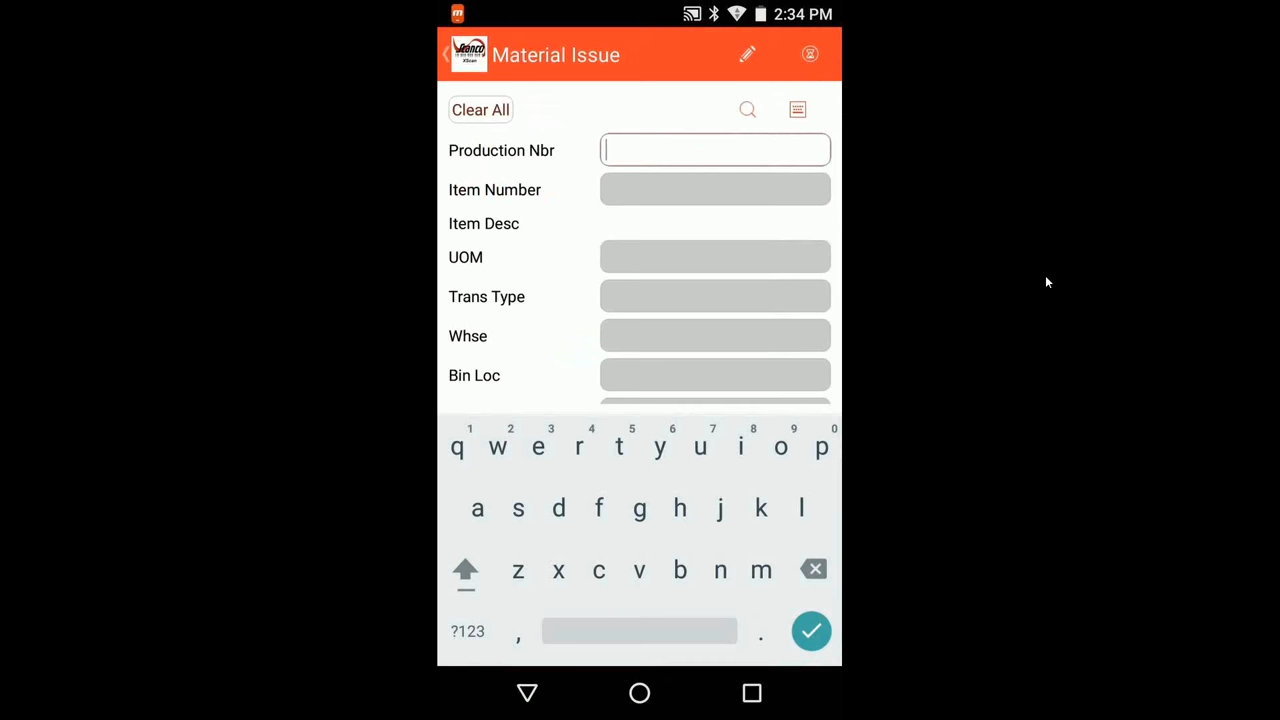 2:34 PM
XScan
Material Issue
Clear All
Production Nbr
Item Number
Item Desc
UOM
Trans Type
Whse
Bin Loc
1 2 3 4 5 6 7 8 9 0
q w e r t y u i o p
a s d f g h j k l
z x c v b n m
?123 , .